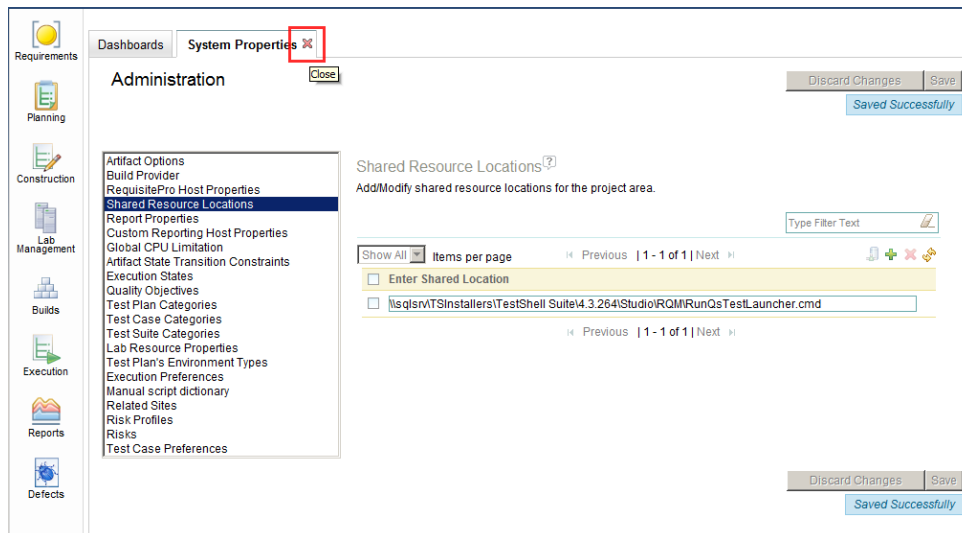 Requirements
Planning
Construction
Lab
Management
Builds
Execution
Reports
Defects
Dashboards
System Properties
Close
Administration
Discard Changes
Save
Saved Successfully
Artifact Options
Build Provider
RequisitePro Host Properties
Shared Resource Locations
Report Properties
Custom Reporting Host Properties
Global CPU Limitation
Artifact State Transition Constraints
Execution States
Quality Objectives
Test Plan Categories
Test Case Categories
Test Suite Categories
Lab Resource Properties
Test Plan's Environment Types
Execution Preferences
Manual script dictionary
Related Sites
Risk Profiles
Risks
Test Case Preferences
Shared Resource Locations ?
Add/Modify shared resource locations for the project area.
Type Filter Text
Show All Items per page Previous | 1 - 1 of 1 | Next
Enter Shared Location
\\sqlsrv\TSInstallers\TestShell Suite\4.3.264\Studio\RQM\RunQsTestLauncher.cmd
Previous | 1 - 1 of 1 | Next
Discard Changes
Save
Saved Successfully